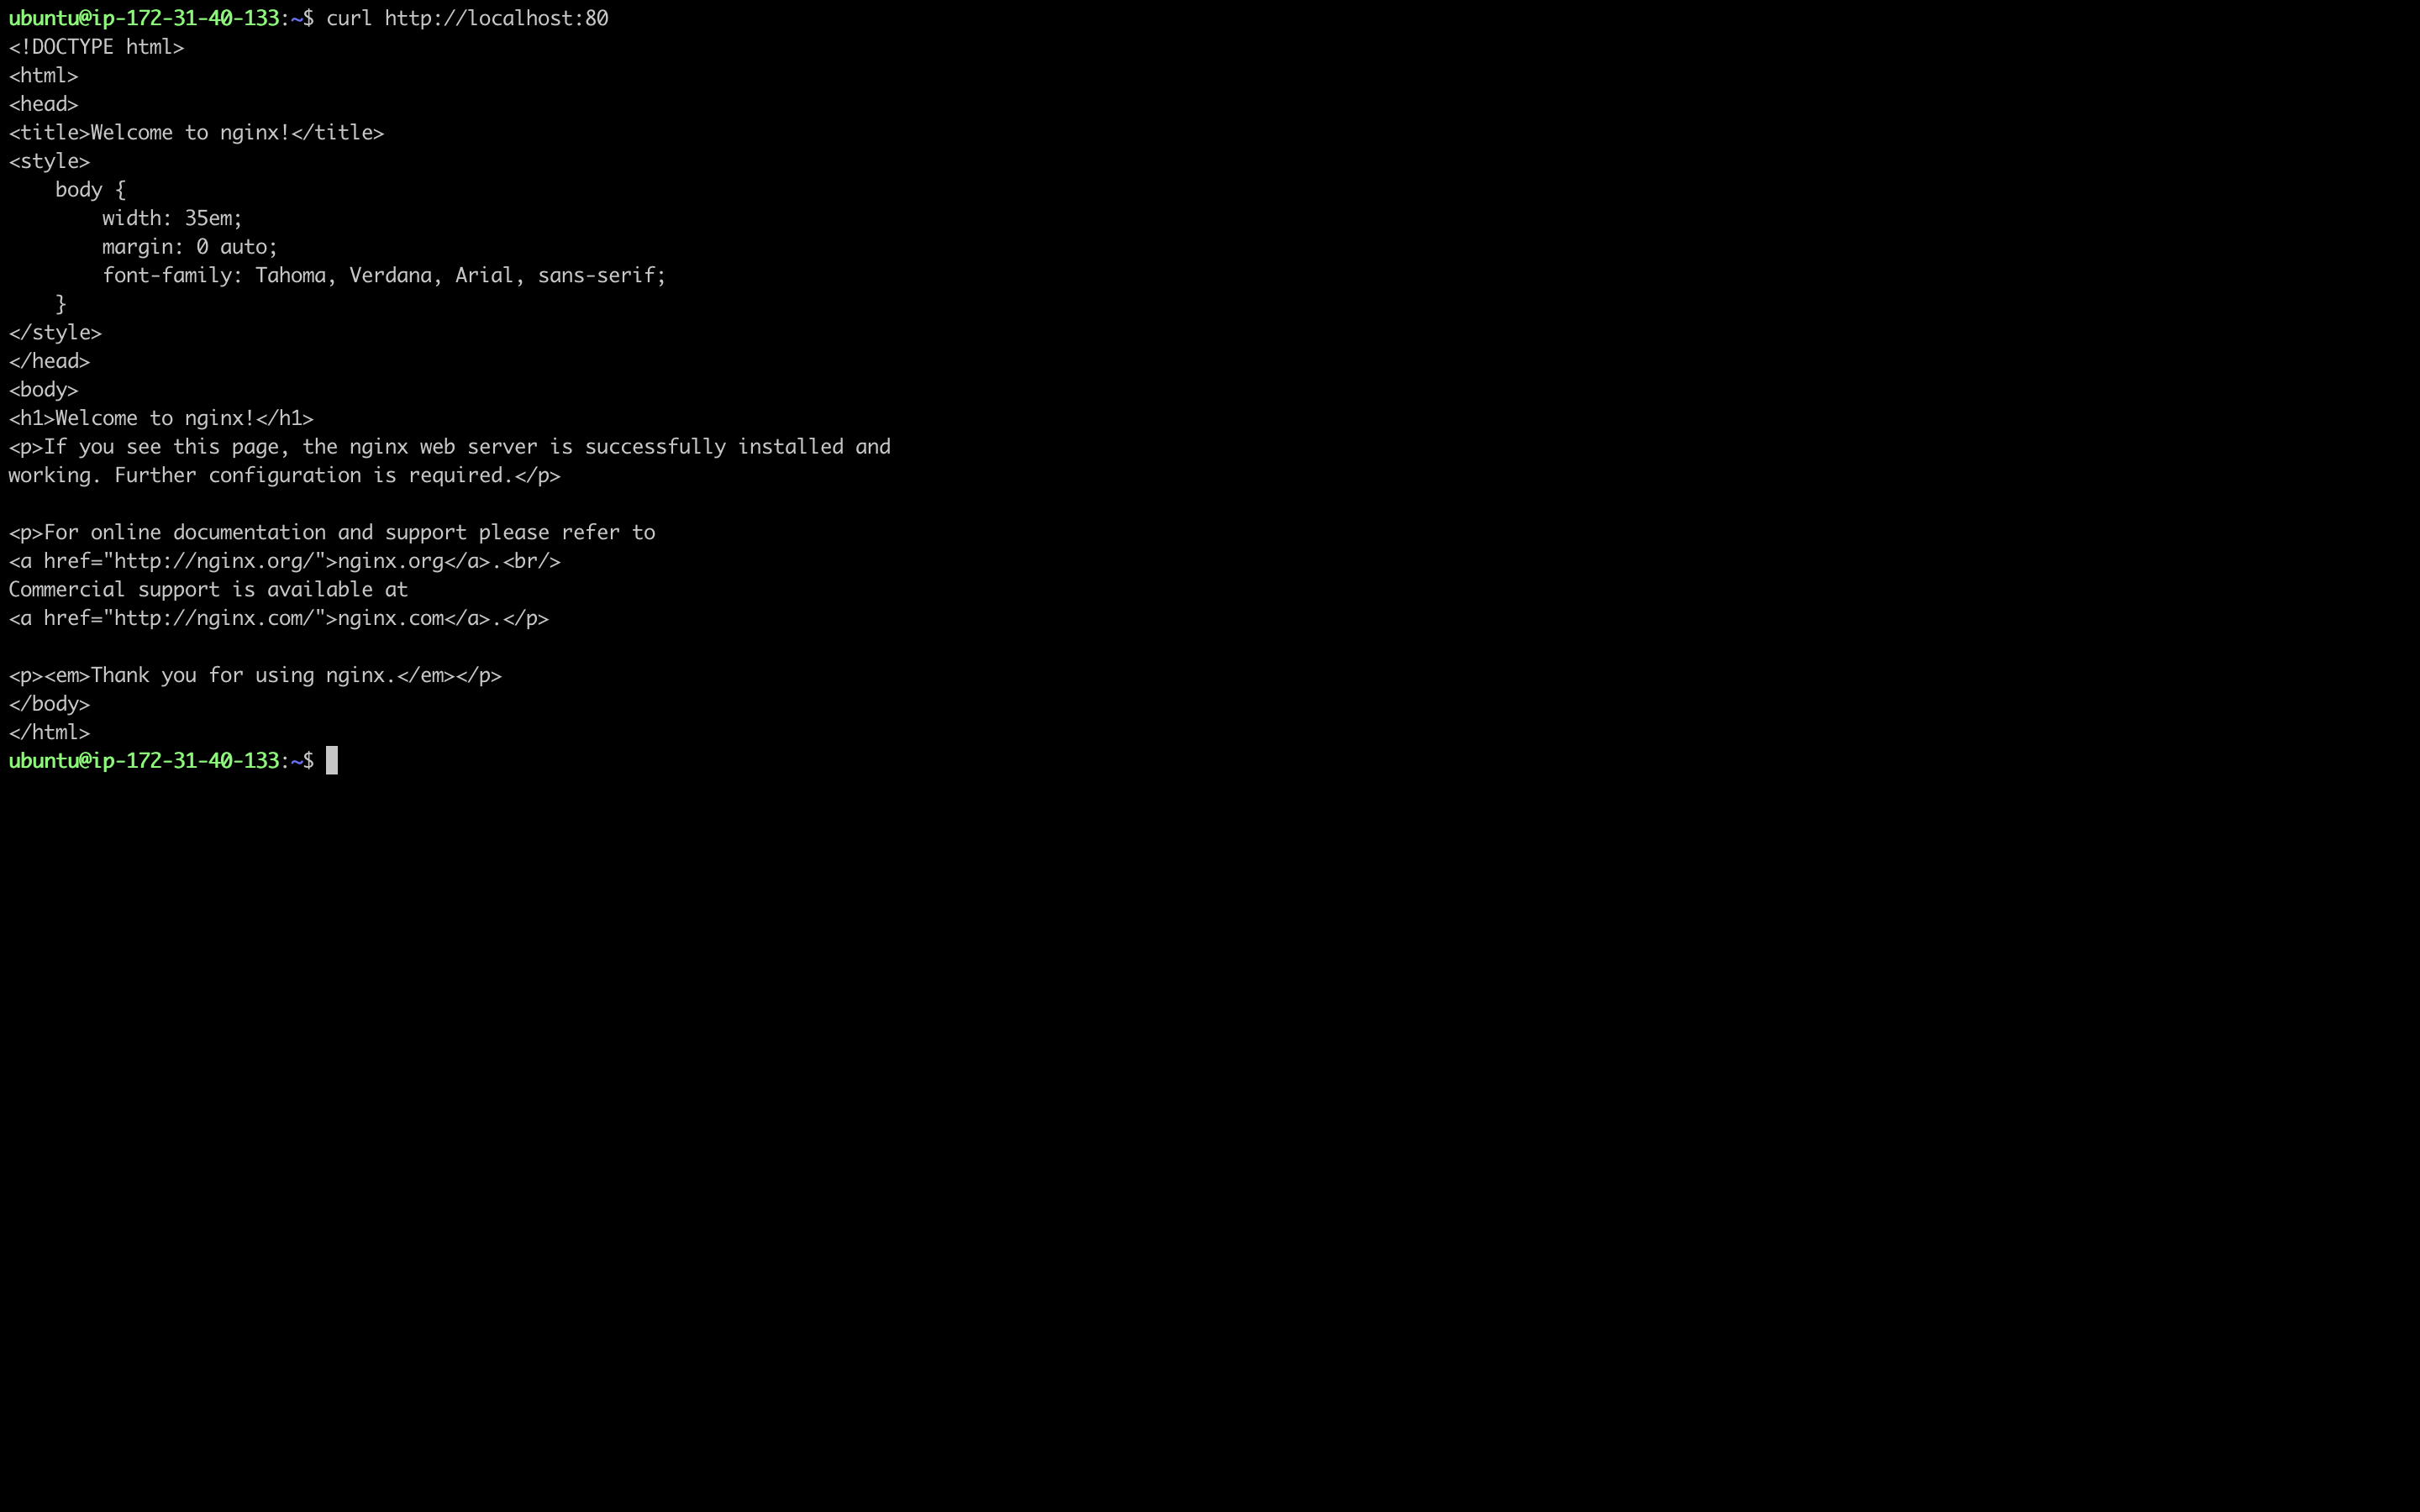 ubuntu@ip-172-31-40-133:~$ curl http://localhost:80
<!DOCTYPE html>
<html>
<head>
<title>Welcome to nginx!</title>
<style>
    body {
        width: 35em;
        margin: 0 auto;
        font-family: Tahoma, Verdana, Arial, sans-serif;
    }
</style>
</head>
<body>
<h1>Welcome to nginx!</h1>
<p>If you see this page, the nginx web server is successfully installed and
working. Further configuration is required.</p>

<p>For online documentation and support please refer to
<a href="http://nginx.org/">nginx.org</a>.<br/>
Commercial support is available at
<a href="http://nginx.com/">nginx.com</a>.</p>

<p><em>Thank you for using nginx.</em></p>
</body>
</html>
ubuntu@ip-172-31-40-133:~$